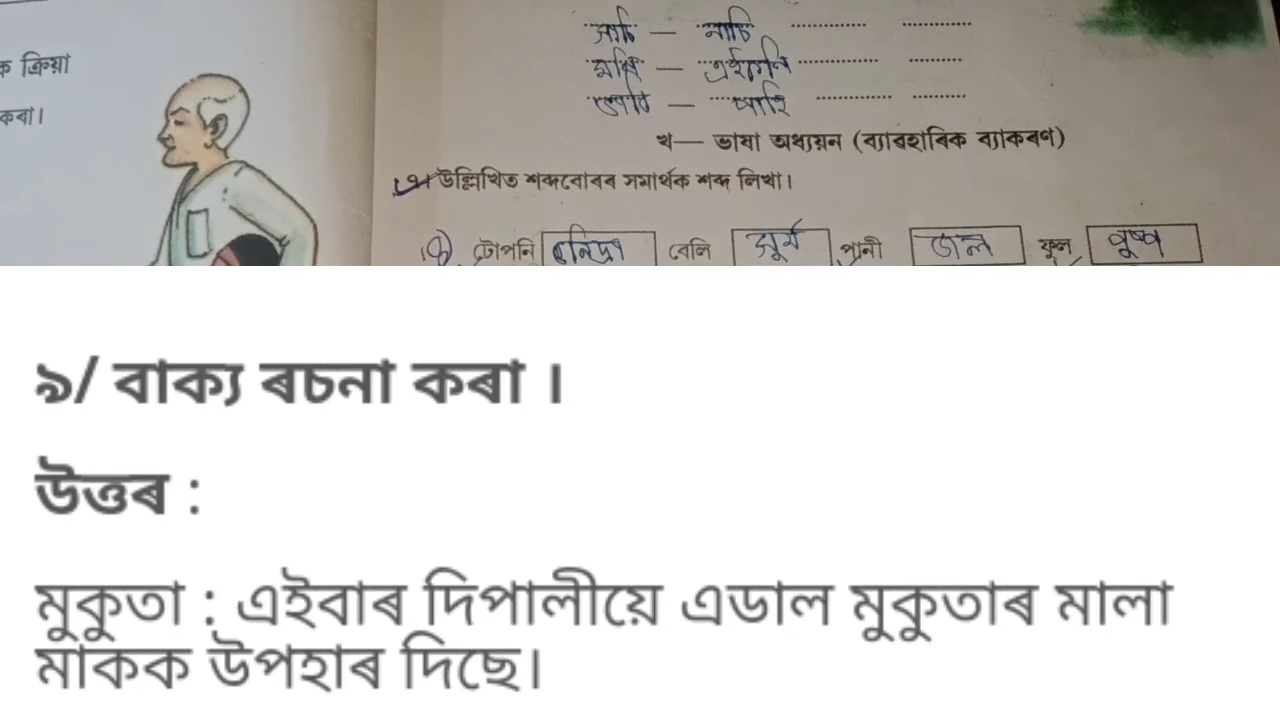 ক ক্ৰিয়া
কৰা।
নাচি
খ— ভাষা অধ্যয়ন (ব্যাৱহাৰিক ব্যাকৰণ)
উল্লিখিত শব্দবোৰৰ সমাৰ্থক শব্দ লিখা।
টোপনি বেলি সূৰ্য পানী জল ফুল পুষ্প
৯/ বাক্য ৰচনা কৰা ।
উত্তৰ :
মুকুতা : এইবাৰ দিপালীয়ে এডাল মুকুতাৰ মালা
মাকক উপহাৰ দিছে।